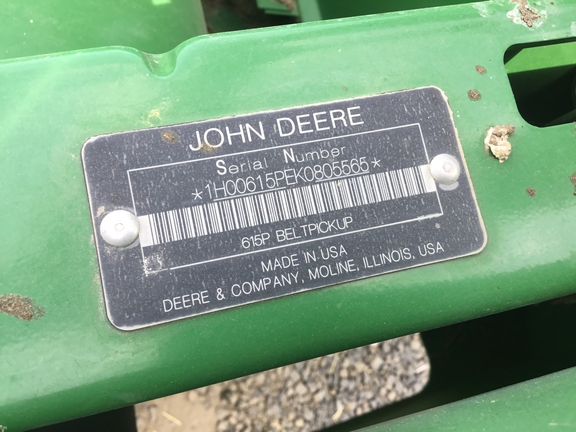 JOHN DEERE
Serial Number
*1H00615PEK0805565*
615P BELTPICKUP
MADE IN USA
DEERE & COMPANY, MOLINE, ILLINOIS, USA